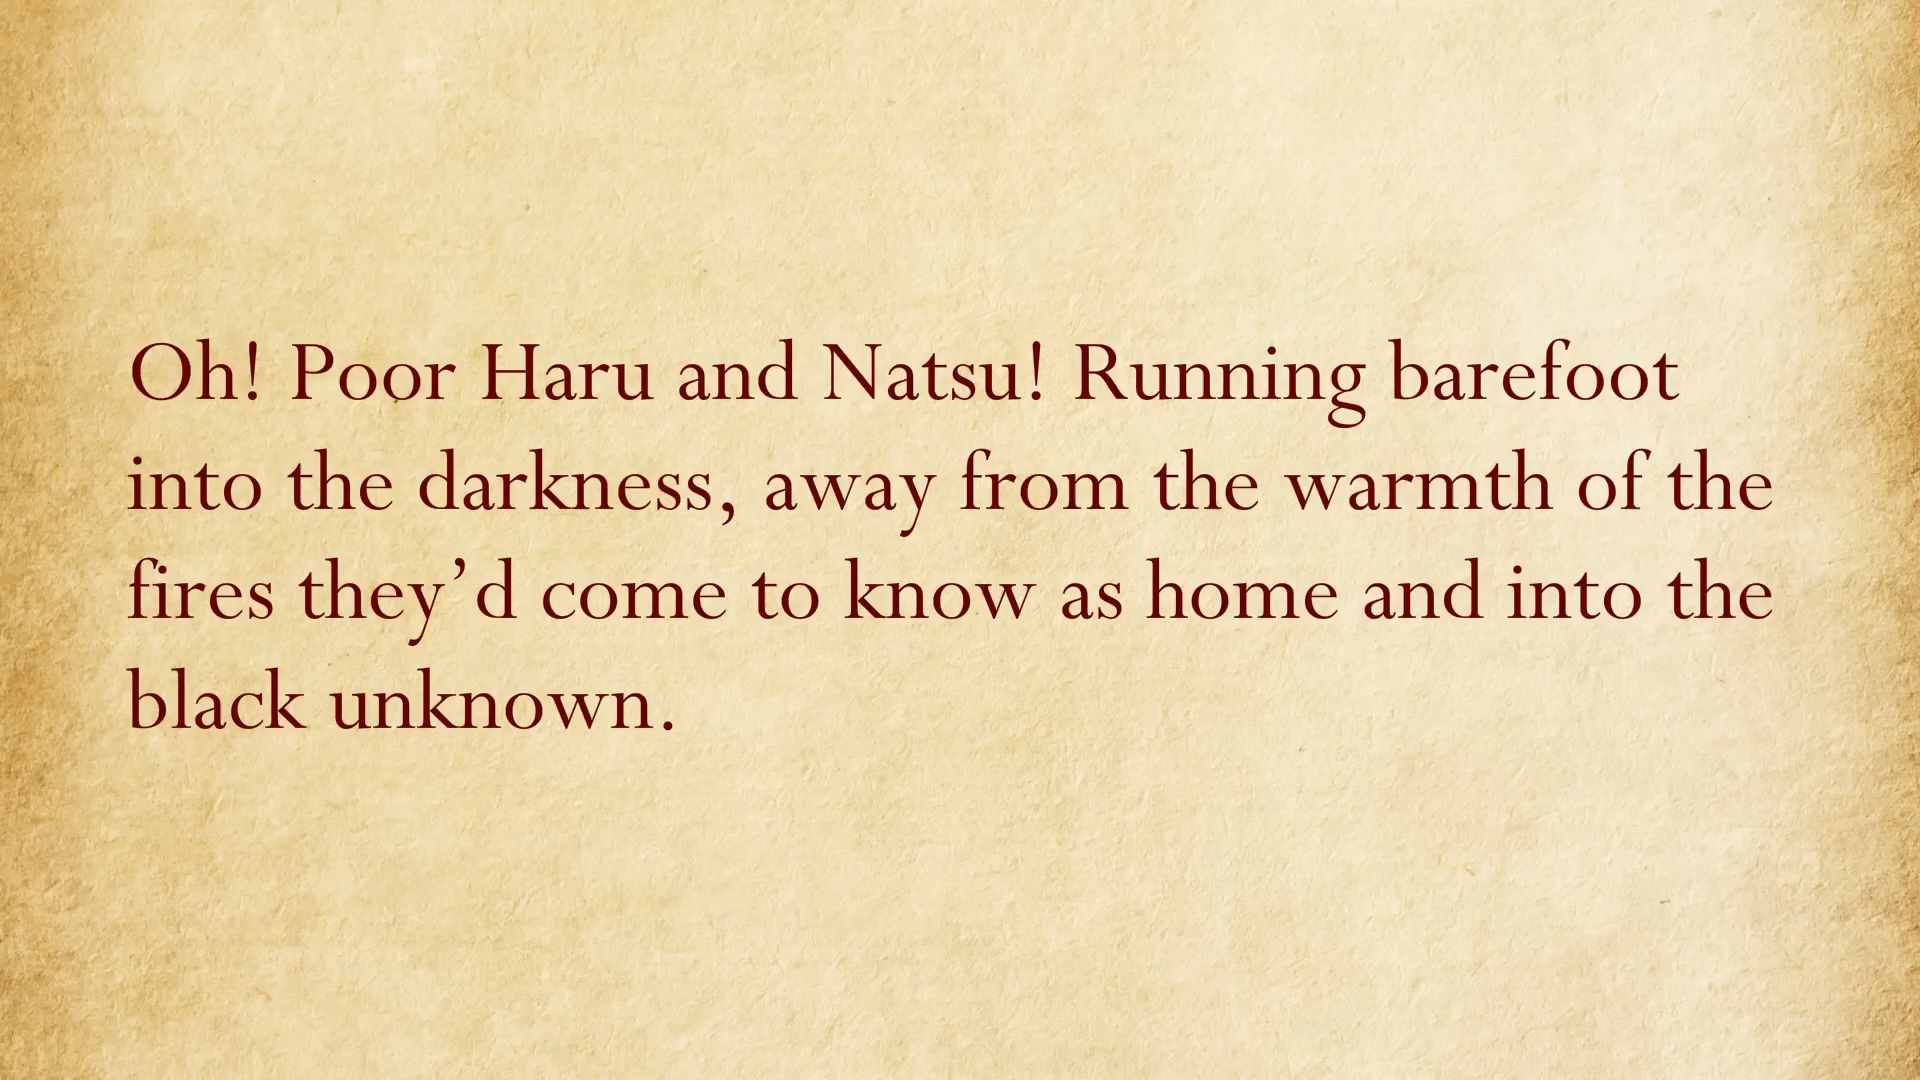 Oh! Poor Haru and Natsu! Running barefoot
into the darkness, away from the warmth of the
fires they’d come to know as home and into the
black unknown.